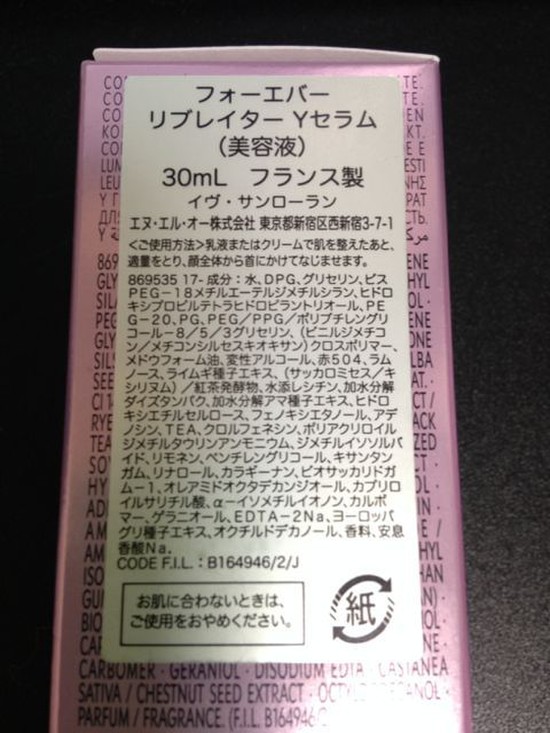 フォーエバー
リブレイター Yセラム
（美容液）
30mL フランス製
イヴ・サンローラン
エヌ・エル・オー株式会社 東京都新宿区西新宿3-7-1
＜ご使用方法＞乳液またはクリームで肌を整えたあと、
適量をとり、顔全体から首にかけてなじませます。
869535 17- 成分：水、DPG、グリセリン、ビス
PEG－18メチルエーテルジメチルシラン、ヒドロ
キシプロピルテトラヒドロピラントリオール、PE
G－20、PG、PEG／PPG／ポリブチレングリ
コール－8／5／3グリセリン、（ビニルジメチコ
ン／メチコンシルセスキオキサン）クロスポリマー、
メドウフォーム油、変性アルコール、赤504、ラム
ノース、ライムギ種子エキス、（サッカロミセス／キ
シリヌム）／紅茶発酵物、水添レシチン、加水分解
ダイズタンパク、加水分解アマ種子エキス、ヒドロ
キシエチルセルロース、フェノキシエタノール、アデ
ノシン、TEA、クロルフェネシン、ポリアクリロイル
ジメチルタウリンアンモニウム、ジメチルイソソルバ
イド、リモネン、ペンチレングリコール、キサンタン
ガム、リナロール、カラギーナン、ビオサッカリドガ
ム－1、オレアミドオクタデカンジオール、カプリロ
イルサリチル酸、α－イソメチルイオノン、カルボ
マー、ゲラニオール、EDTA－2Na、ヨーロッパ
グリ種子エキス、オクチルドデカノール、香料、安息
香酸Na。
CODE F.I.L. : B164946/2/J
お肌に合わないときは、
ご使用をおやめください。
紙
CARBOMER · GERANIOL · DISODIUM EDTA · CASTANEA
SATIVA / CHESTNUT SEED EXTRACT ·
PARFUM / FRAGRANCE. (F.I.L. B164946